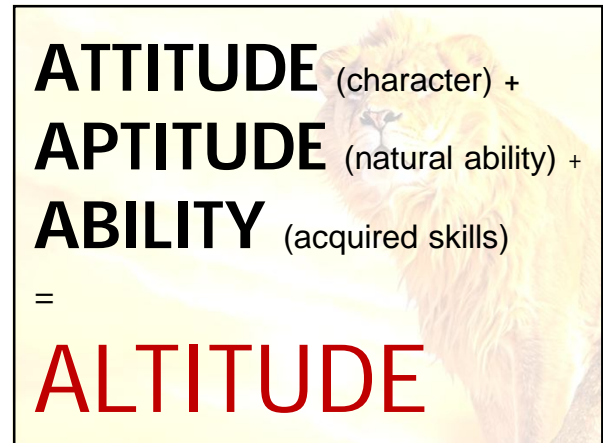 ATTITUDE (character) +
APTITUDE (natural ability) +
ABILITY (acquired skills)
=
ALTITUDE